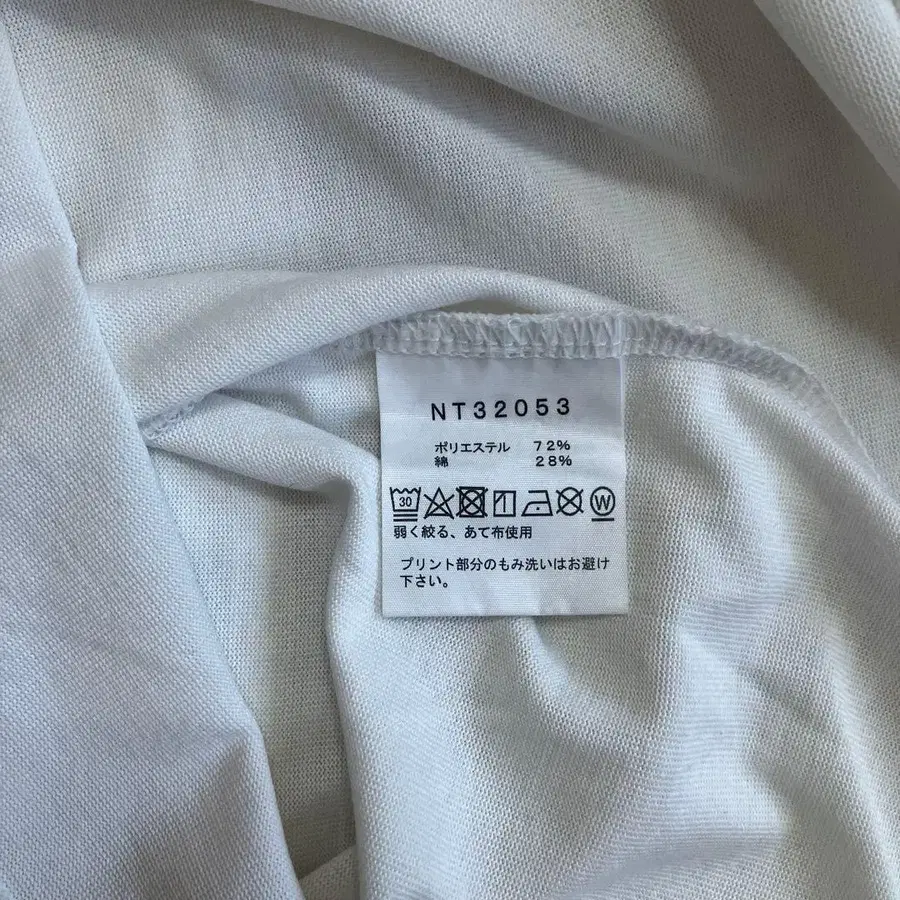 NT32053
ポリエステル 72%
綿 28%
30 W
弱く絞る、あて布使用
プリント部分のもみ洗いはお避け
下さい。